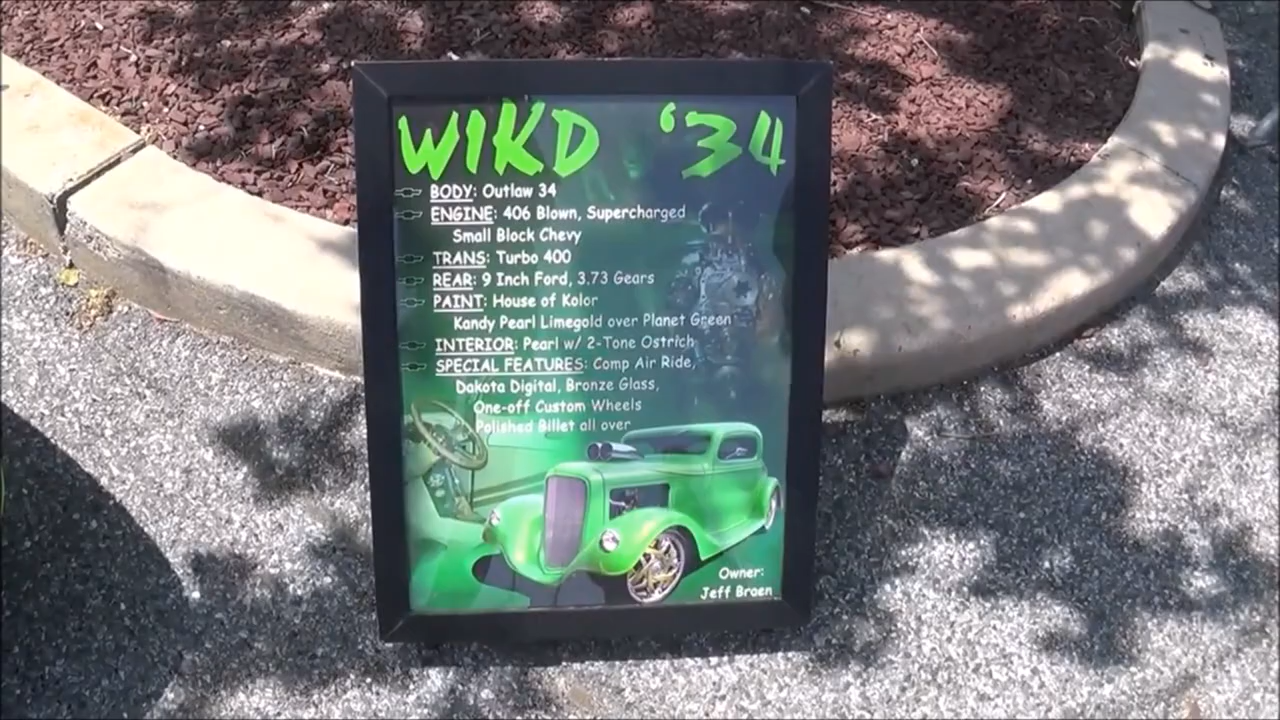 WIKD '34
BODY: Outlaw 34
ENGINE: 406 Blown, Supercharged
Small Block Chevy
TRANS: Turbo 400
REAR: 9 Inch Ford, 3.73 Gears
PAINT: House of Kolor
Kandy Pearl Limegold over Planet Green
INTERIOR: Pearl w/ 2-Tone Ostrich
SPECIAL FEATURES: Comp Air Ride,
Dakota Digital, Bronze Glass,
One-off Custom Wheels
Polished Billet all over
Owner:
Jeff Braen